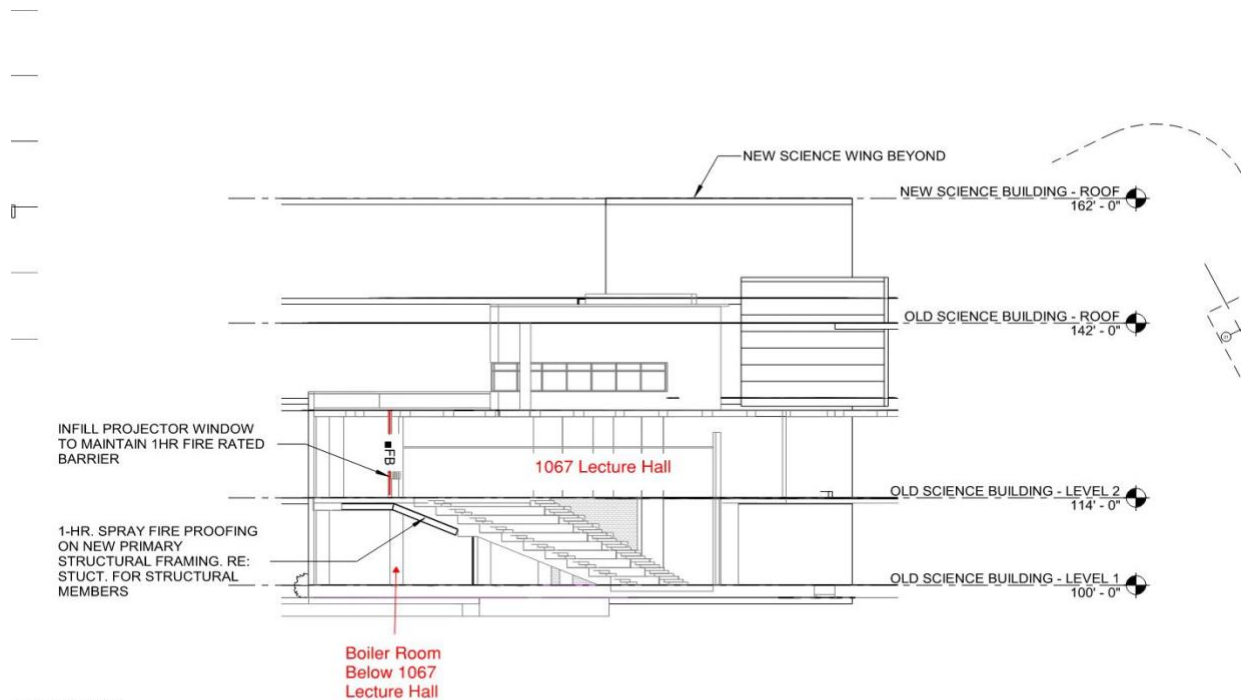 NEW SCIENCE WING BEYOND
NEW SCIENCE BUILDING - ROOF
162' - 0"
OLD SCIENCE BUILDING - ROOF
142' - 0"
INFILL PROJECTOR WINDOW
TO MAINTAIN 1HR FIRE RATED
BARRIER
FB
1067 Lecture Hall
OLD SCIENCE BUILDING - LEVEL 2
114' - 0"
1-HR. SPRAY FIRE PROOFING
ON NEW PRIMARY
STRUCTURAL FRAMING. RE:
STUCT. FOR STRUCTURAL
MEMBERS
OLD SCIENCE BUILDING - LEVEL 1
100' - 0"
Boiler Room
Below 1067
Lecture Hall